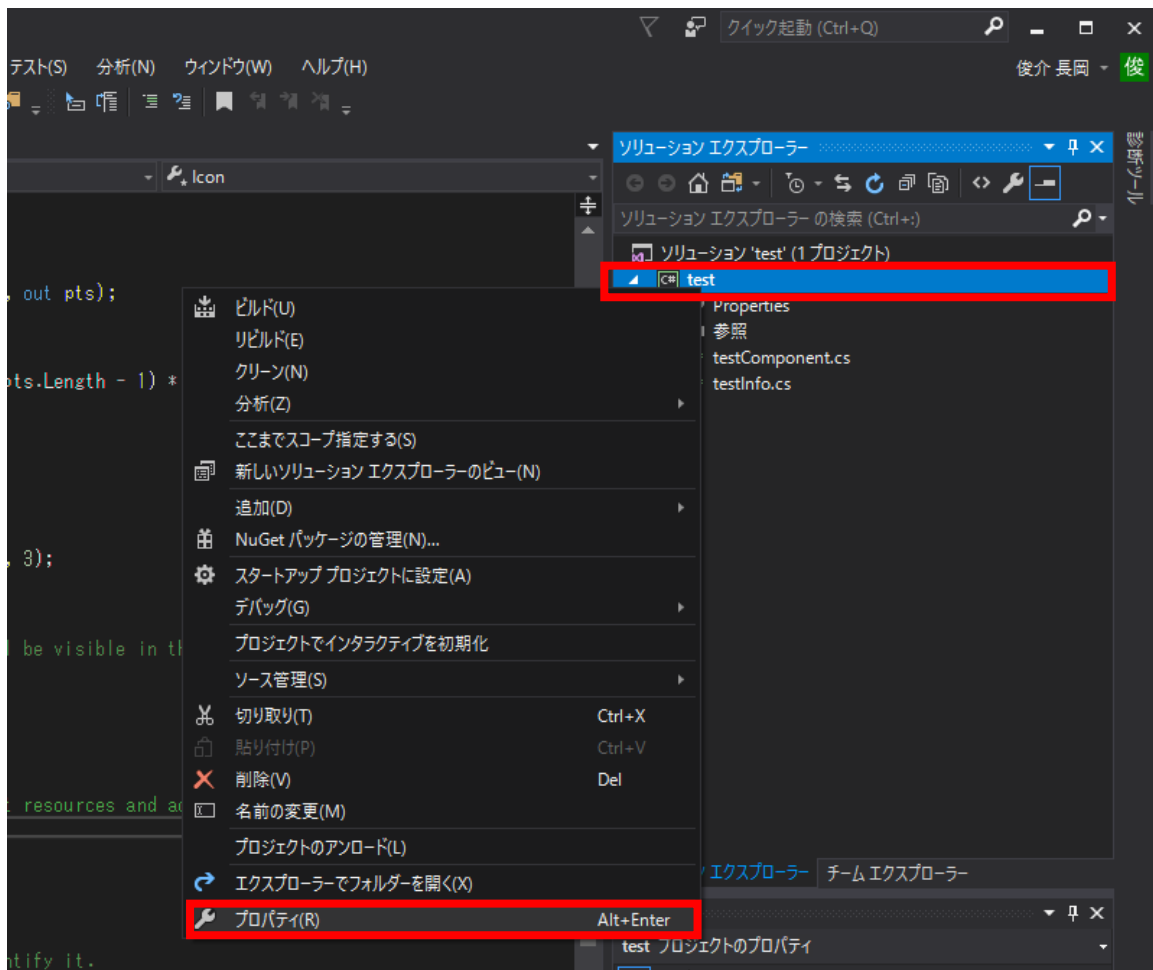 クイック起動 (Ctrl+Q)
テスト(S) 分析(N) ウィンドウ(W) ヘルプ(H)
俊介 長岡 俊
ソリューション エクスプローラー
診断ツール
Icon
ソリューション エクスプローラー の検索 (Ctrl+:)
ソリューション 'test' (1 プロジェクト)
C# test
Properties
参照
testComponent.cs
testInfo.cs
, out pts);
pts.Length - 1) *
, 3);
be visible in th
resources and a
ntify it.
ビルド(U)
リビルド(E)
クリーン(N)
分析(Z)
ここまでスコープ指定する(S)
新しいソリューション エクスプローラーのビュー(N)
追加(D)
NuGet パッケージの管理(N)...
スタートアップ プロジェクトに設定(A)
デバッグ(G)
プロジェクトでインタラクティブを初期化
ソース管理(S)
切り取り(T) Ctrl+X
貼り付け(P) Ctrl+V
削除(V) Del
名前の変更(M)
プロジェクトのアンロード(L)
エクスプローラーでフォルダーを開く(X)
プロパティ(R) Alt+Enter
エクスプローラー チーム エクスプローラー
test プロジェクトのプロパティ